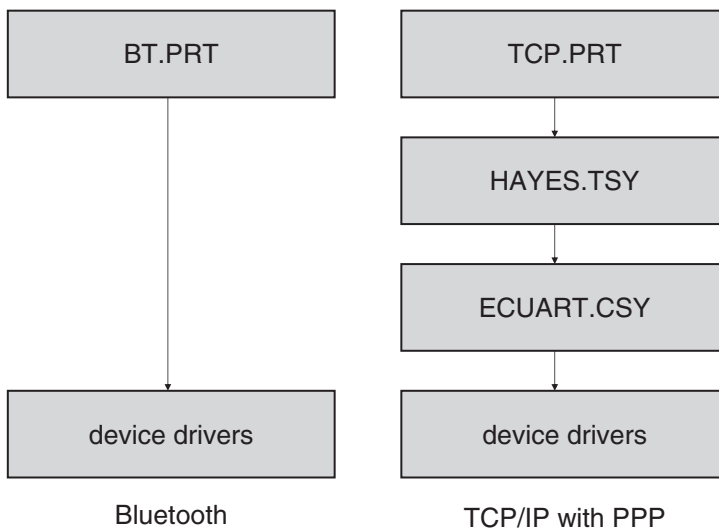 BT.PRT
TCP.PRT
HAYES.TSY
ECUART.CSY
device drivers
device drivers
Bluetooth
TCP/IP with PPP